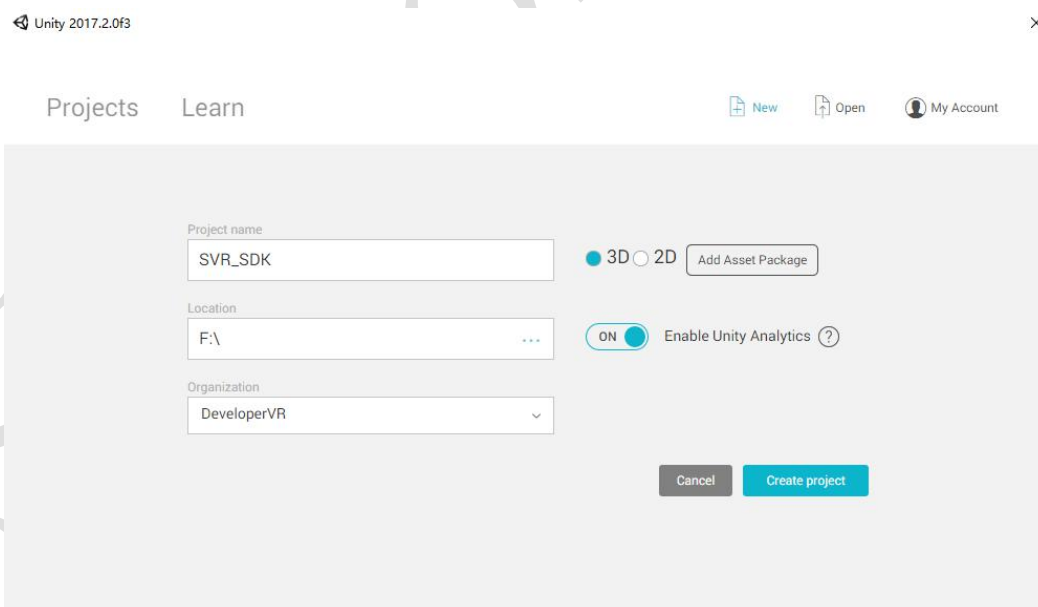 Unity 2017.2.0f3
Projects Learn New Open My Account
Project name
SVR_SDK
3D 2D Add Asset Package
Location
F:\ ...
ON Enable Unity Analytics ?
Organization
DeveloperVR
Cancel Create project